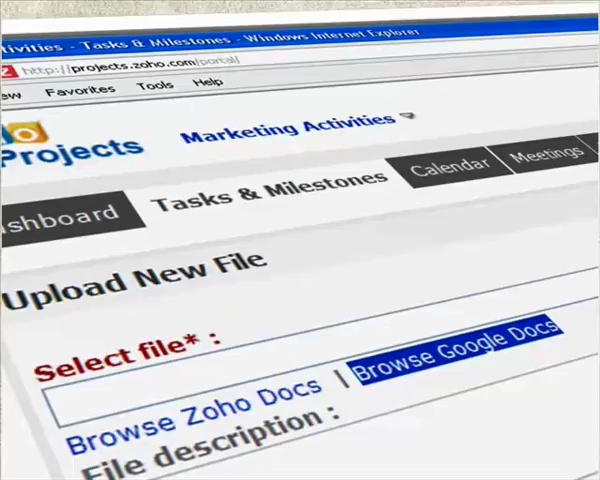 tivities - Tasks & Milestones - Windows Internet Explorer
http://projects.zoho.com/portal/
ew Favorites Tools Help
o
Projects
Marketing Activities
shboard Tasks & Milestones Calendar Meetings
Upload New File
Select file* :
Browse Zoho Docs | Browse Google Docs
File description :